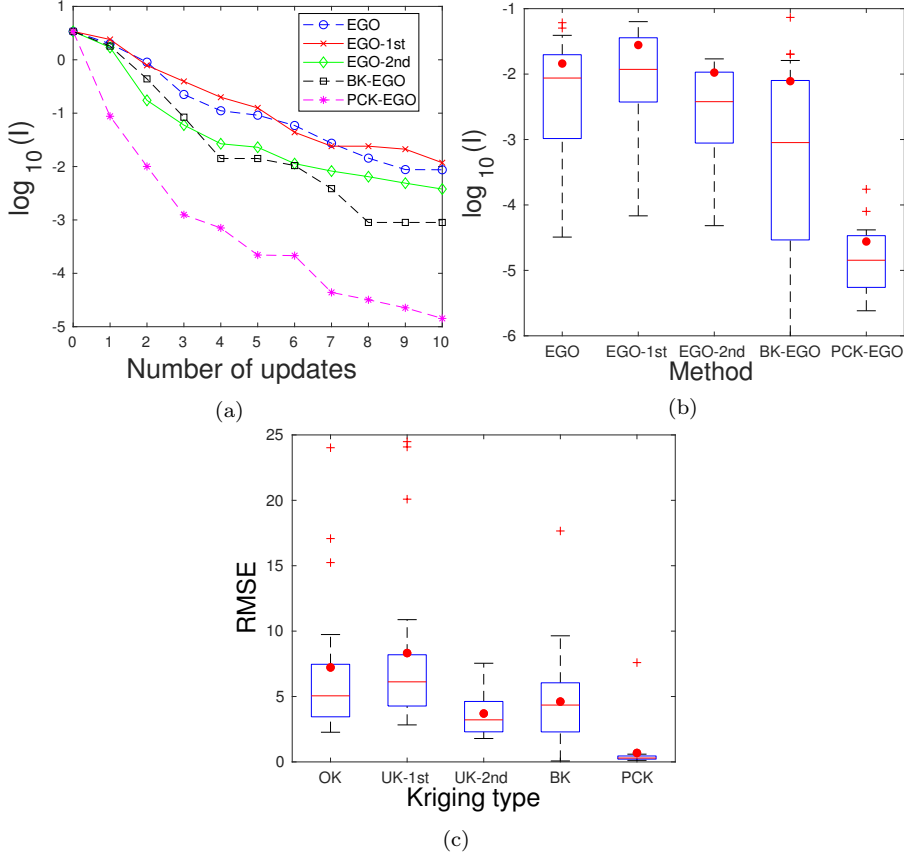 1
0
-1
-2
-3
-4
-5
log 10 (I)
0 1 2 3 4 5 6 7 8 9 10
Number of updates
EGO
EGO-1st
EGO-2nd
BK-EGO
PCK-EGO
(a)
-1
-2
-3
-4
-5
-6
log 10 (I)
EGO EGO-1st EGO-2nd BK-EGO PCK-EGO
Method
(b)
25
20
15
10
5
0
RMSE
OK UK-1st UK-2nd BK PCK
Kriging type
(c)